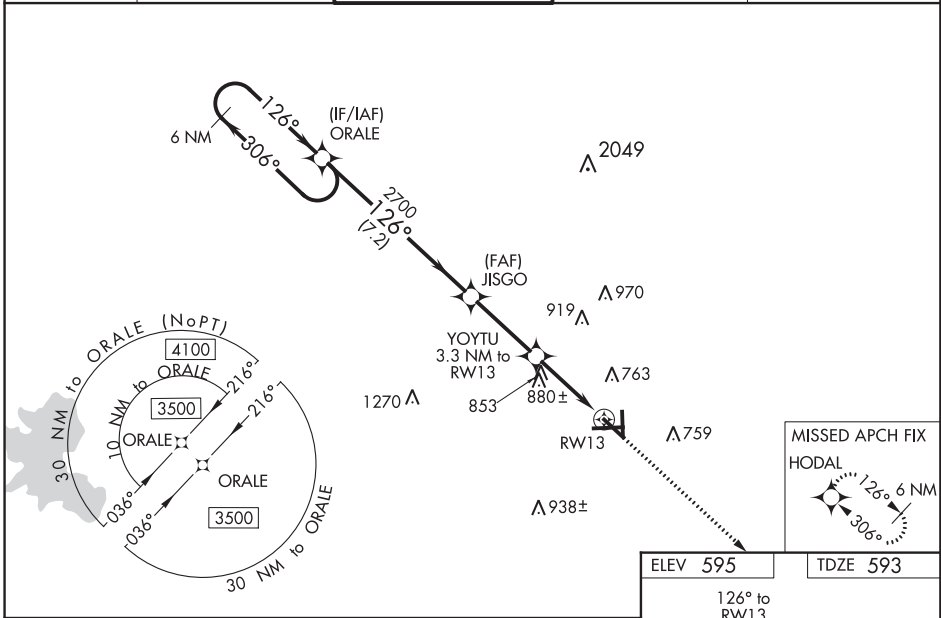 126°
306°
6 NM
(IF/IAF)
ORALE
2049
2700
126°
(7.2)
(FAF)
JISGO
970
919
YOYTU
3.3 NM to
RW13
763
853
880±
1270
RW13
759
938±
30 NM to ORALE (NoPT)
4100
216°
10 NM to ORALE
3500
216°
ORALE
ORALE
036°
036°
3500
30 NM to ORALE
MISSED APCH FIX
HODAL
126°
6 NM
306°
ELEV 595
TDZE 593
126° to
RW13